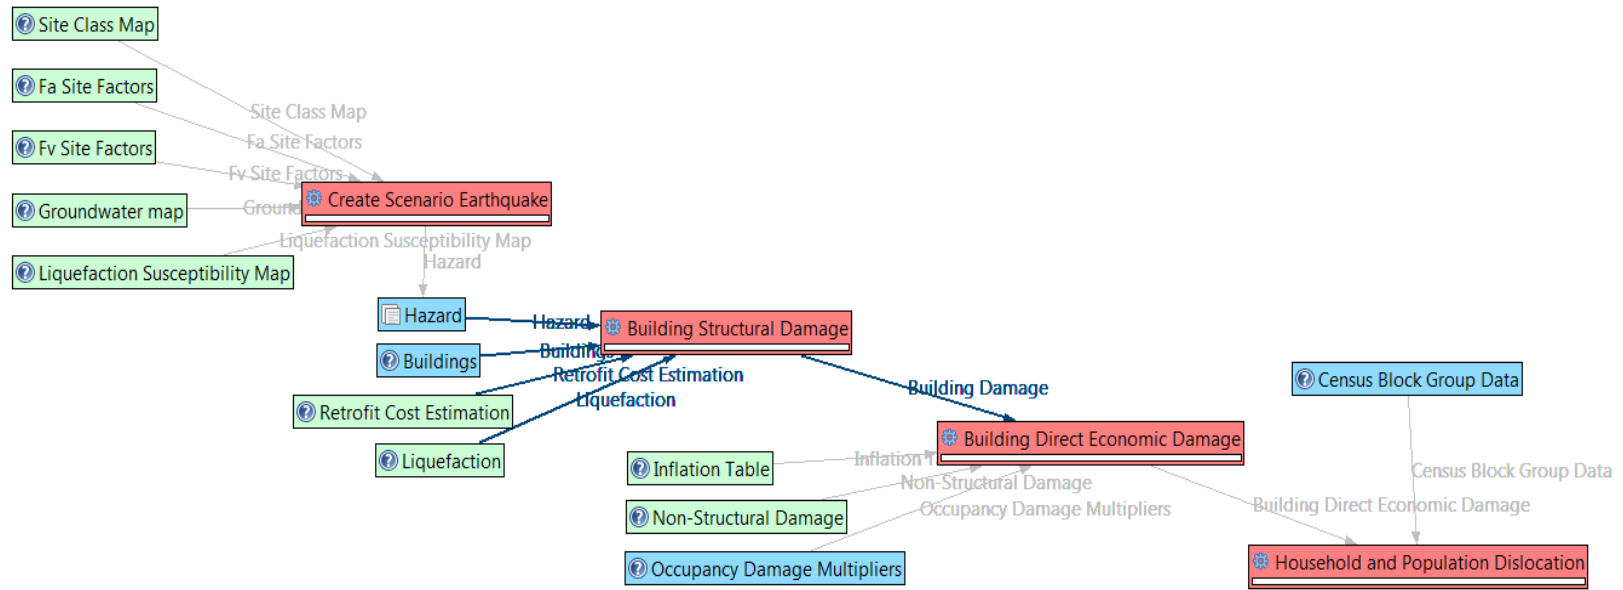 Site Class Map
Fa Site Factors
Site Class Map
Fa Site Factors
Fv Site Factors
Fv Site Factors
Create Scenario Earthquake
Groundwater map
Ground
Liquefaction Susceptibility Map
Hazard
Liquefaction Susceptibility Map
Hazard
Hazard
Building Structural Damage
Buildings
Buildings
Retrofit Cost Estimation
Liquefaction
Retrofit Cost Estimation
Liquefaction
Building Damage
Census Block Group Data
Building Direct Economic Damage
Inflation Table
Inflation T
Non-Structural Damage
Occupancy Damage Multipliers
Non-Structural Damage
Occupancy Damage Multipliers
Census Block Group Data
Building Direct Economic Damage
Household and Population Dislocation